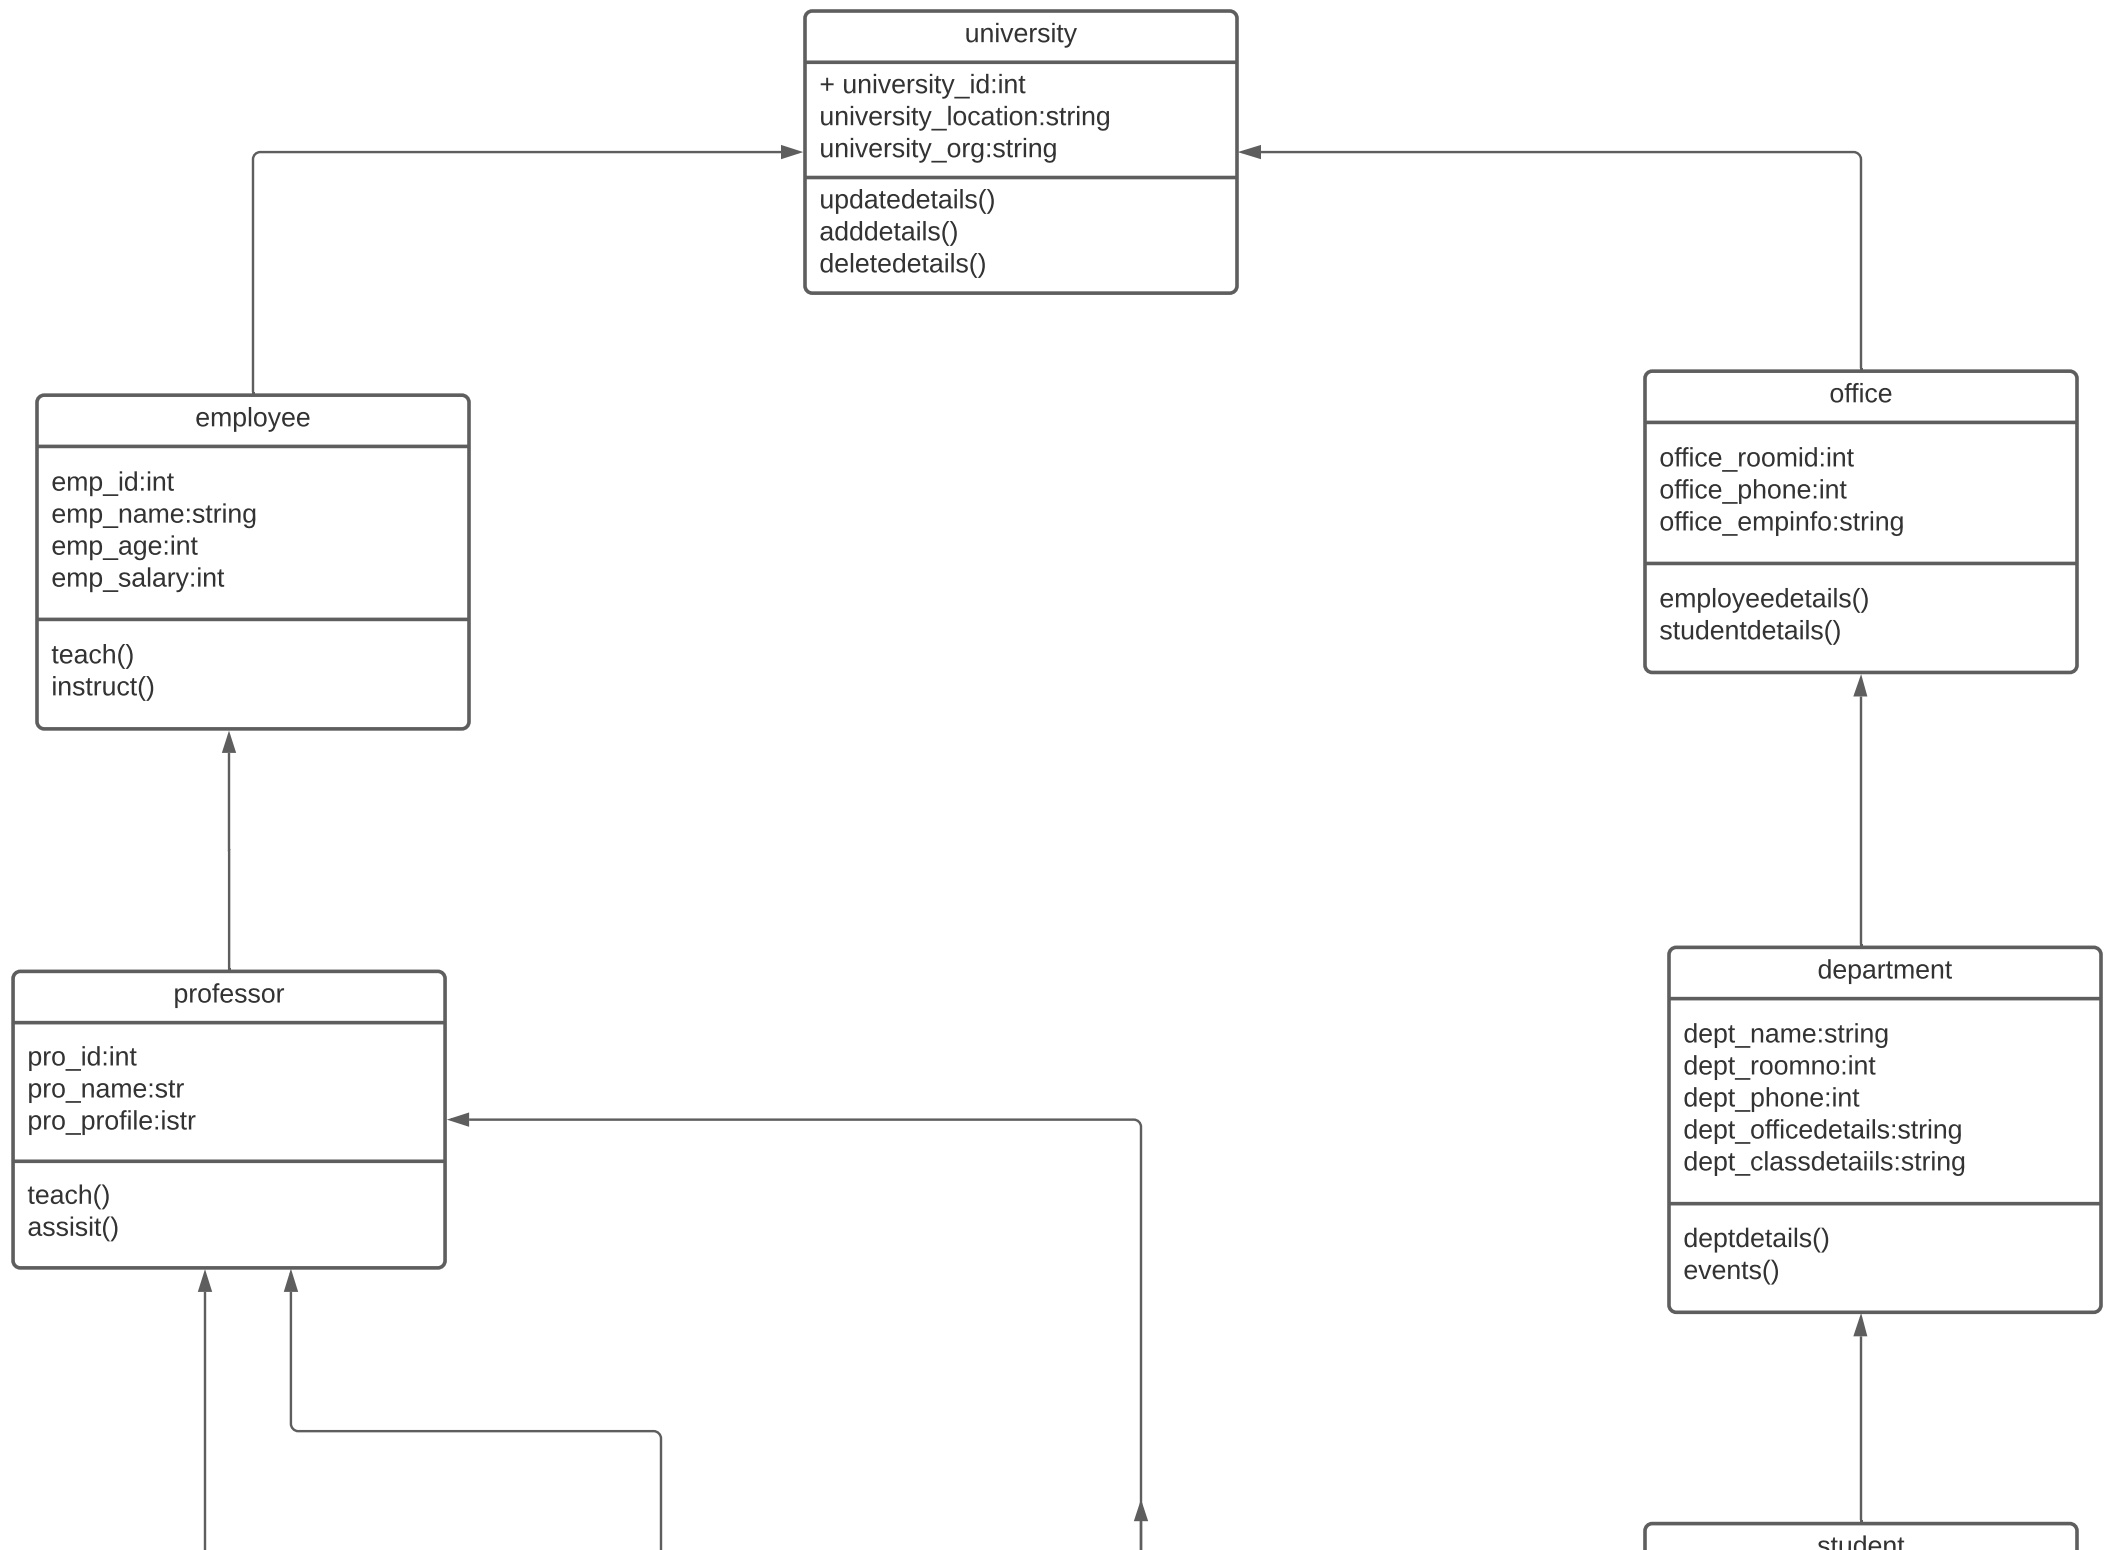 university
+ university_id:int
university_location:string
university_org:string
updatedetails()
adddetails()
deletedetails()
employee
emp_id:int
emp_name:string
emp_age:int
emp_salary:int
teach()
instruct()
office
office_roomid:int
office_phone:int
office_empinfo:string
employeedetails()
studentdetails()
professor
pro_id:int
pro_name:str
pro_profile:istr
teach()
assisit()
department
dept_name:string
dept_roomno:int
dept_phone:int
dept_officedetails:string
dept_classdetaiils:string
deptdetails()
events()
student